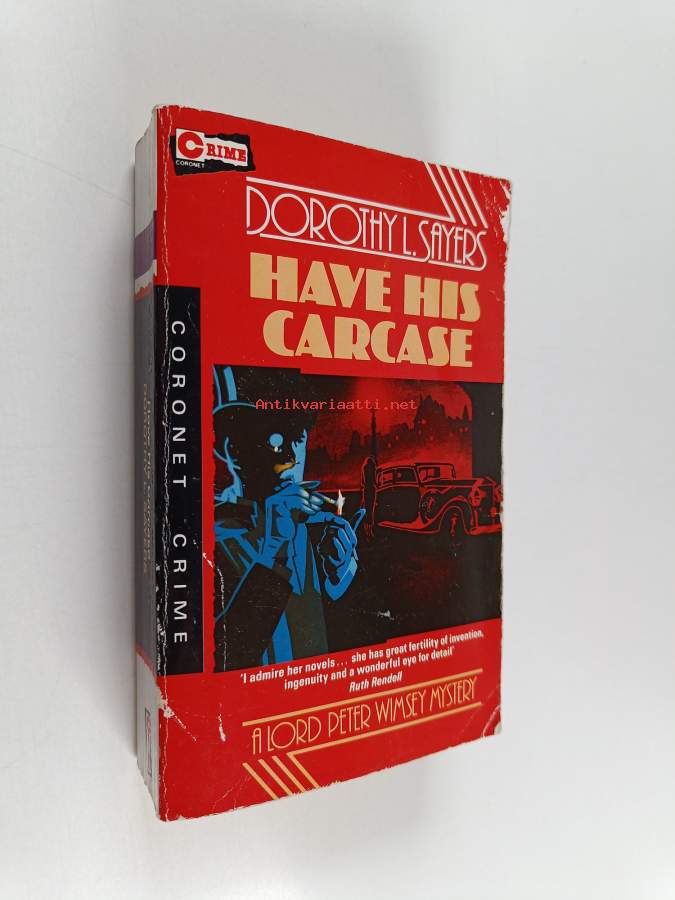 CRIME
CORONET
DOROTHY L. SAYERS
HAVE HIS
CARCASE
CORONET CRIME
Antikvariaatti.net
'I admire her novels... she has great fertility of invention,
ingenuity and a wonderful eye for detail'
Ruth Rendell
A LORD PETER WIMSEY MYSTERY